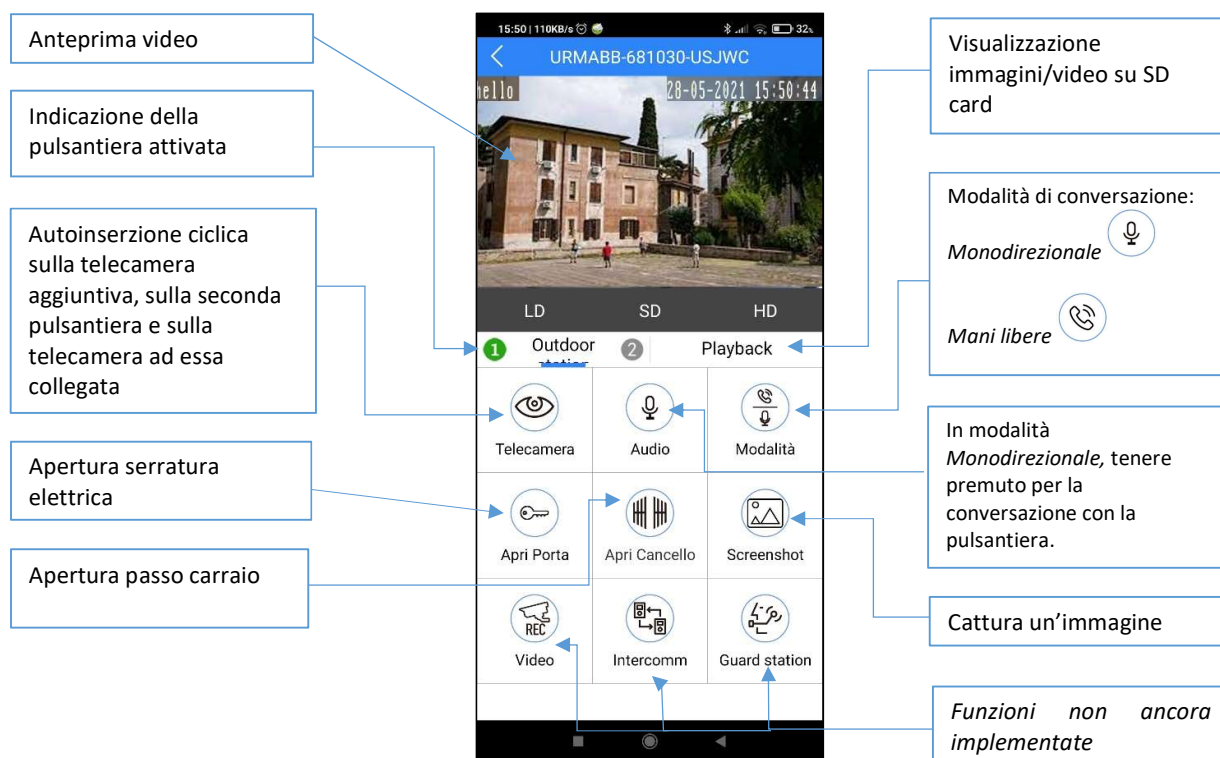 Anteprima video
Indicazione della
pulsantiera attivata
Autoinserzione ciclica
sulla telecamera
aggiuntiva, sulla seconda
pulsantiera e sulla
telecamera ad essa
collegata
Apertura serratura
elettrica
Apertura passo carraio
15:50 | 110KB/s
32%
URMABB-681030-USJWC
hello
28-05-2021 15:50:44
LD SD HD
1 Outdoor station 2 Playback
Telecamera Audio Modalità
Apri Porta Apri Cancello Screenshot
REC
Video Intercomm Guard station
Visualizzazione
immagini/video su SD
card
Modalità di conversazione:
Monodirezionale
Mani libere
In modalità
Monodirezionale, tenere
premuto per la
conversazione con la
pulsantiera.
Cattura un’immagine
Funzioni non ancora
implementate